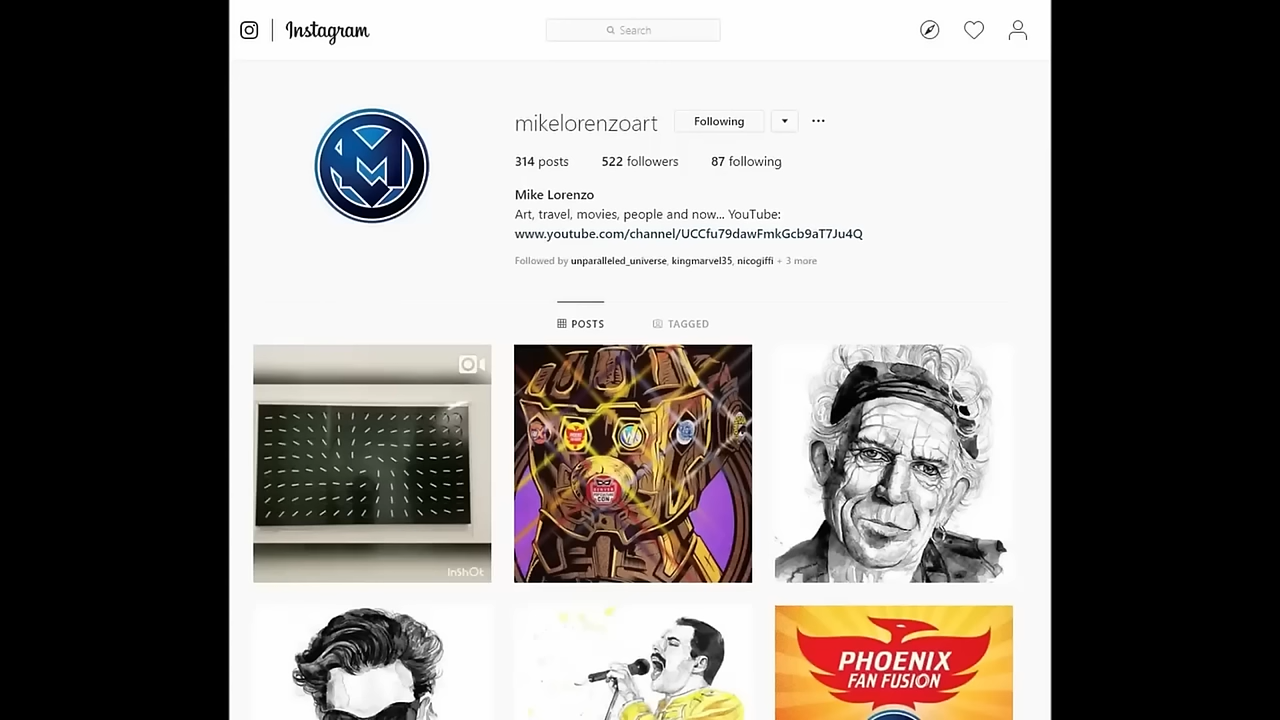 Instagram
Search
mikelorenzoart Following
314 posts 522 followers 87 following
Mike Lorenzo
Art, travel, movies, people and now... YouTube:
www.youtube.com/channel/UCCfu79dawFmkGcb9aT7Ju4Q
Followed by unparalleled_universe, kingmarvel35, nicogiffi + 3 more
POSTS TAGGED
InShOt
CON
PHOENIX
FAN FUSION